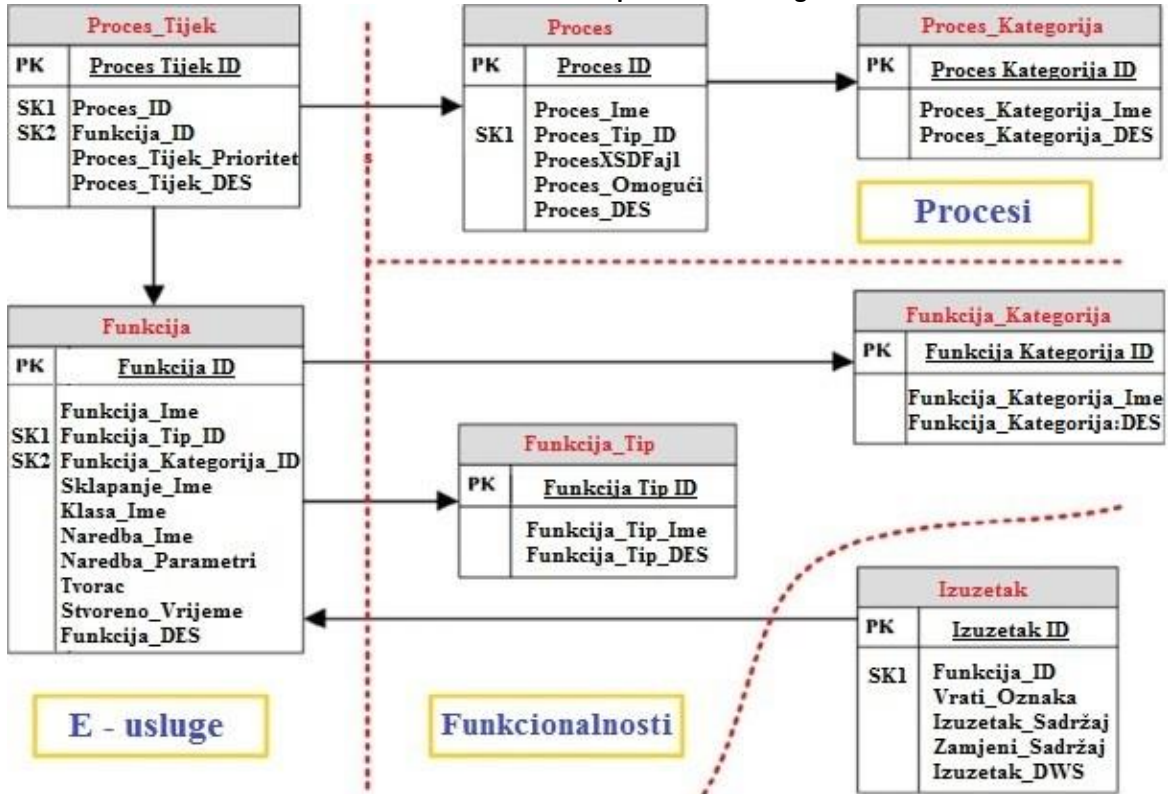 Proces_Tijek
PK Proces Tijek ID
SK1 Proces_ID
SK2 Funkcija_ID
Proces_Tijek_Prioritet
Proces_Tijek_DES
Proces
PK Proces ID
Proces_Ime
SK1 Proces_Tip_ID
ProcesXSDFajl
Proces_Omogući
Proces_DES
Proces_Kategorija
PK Proces Kategorija ID
Proces_Kategorija_Ime
Proces_Kategorija_DES
Procesi
Funkcija
PK Funkcija ID
Funkcija_Ime
SK1 Funkcija_Tip_ID
SK2 Funkcija_Kategorija_ID
Sklapanje_Ime
Klasa_Ime
Naredba_Ime
Naredba_Parametri
Tvorac
Stvoreno_Vrijeme
Funkcija_DES
Funkcija_Kategorija
PK Funkcija Kategorija ID
Funkcija_Kategorija_Ime
Funkcija_Kategorija:DES
Funkcija_Tip
PK Funkcija Tip ID
Funkcija_Tip_Ime
Funkcija_Tip_DES
Izuzetak
PK Izuzetak ID
SK1 Funkcija_ID
Vrati_Oznaka
Izuzetak_Sadržaj
Zamjeni_Sadržaj
Izuzetak_DWS
E - usluge
Funkcionalnosti